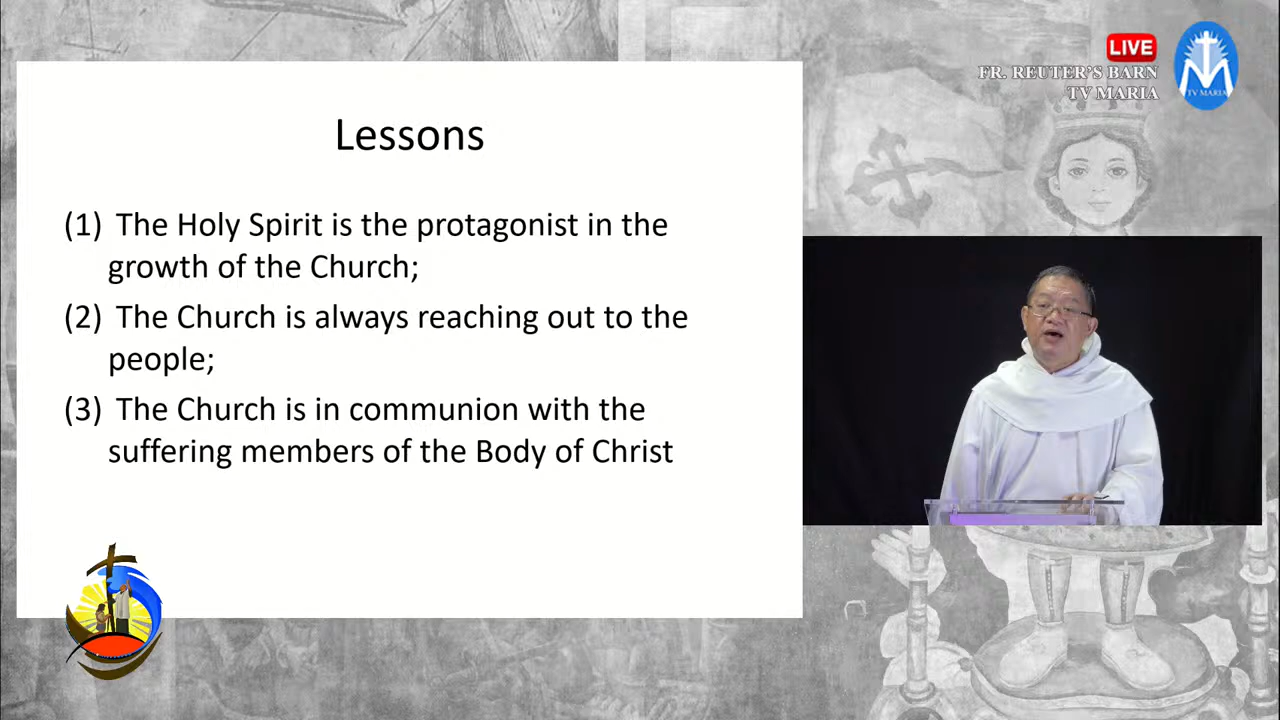 LIVE
FR. REUTER'S BARN
TV MARIA
TV MARIA
Lessons
(1) The Holy Spirit is the protagonist in the
growth of the Church;
(2) The Church is always reaching out to the
people;
(3) The Church is in communion with the
suffering members of the Body of Christ